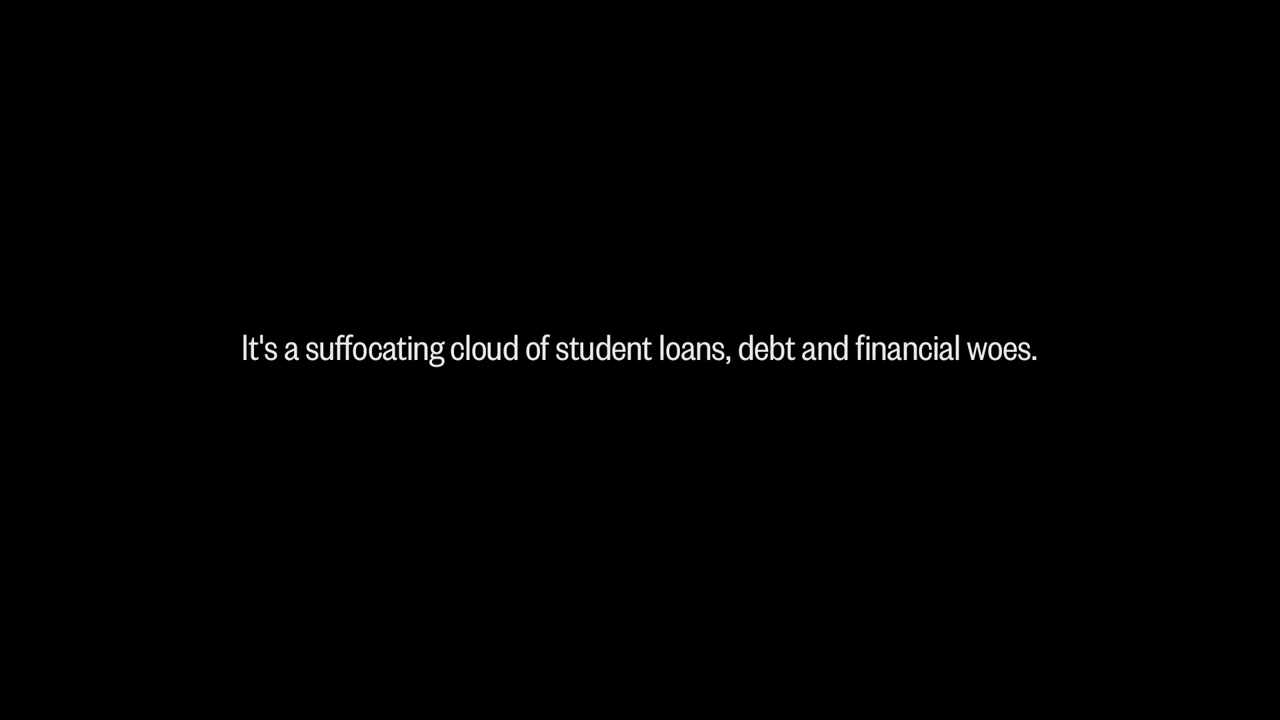 It's a suffocating cloud of student loans, debt and financial woes.